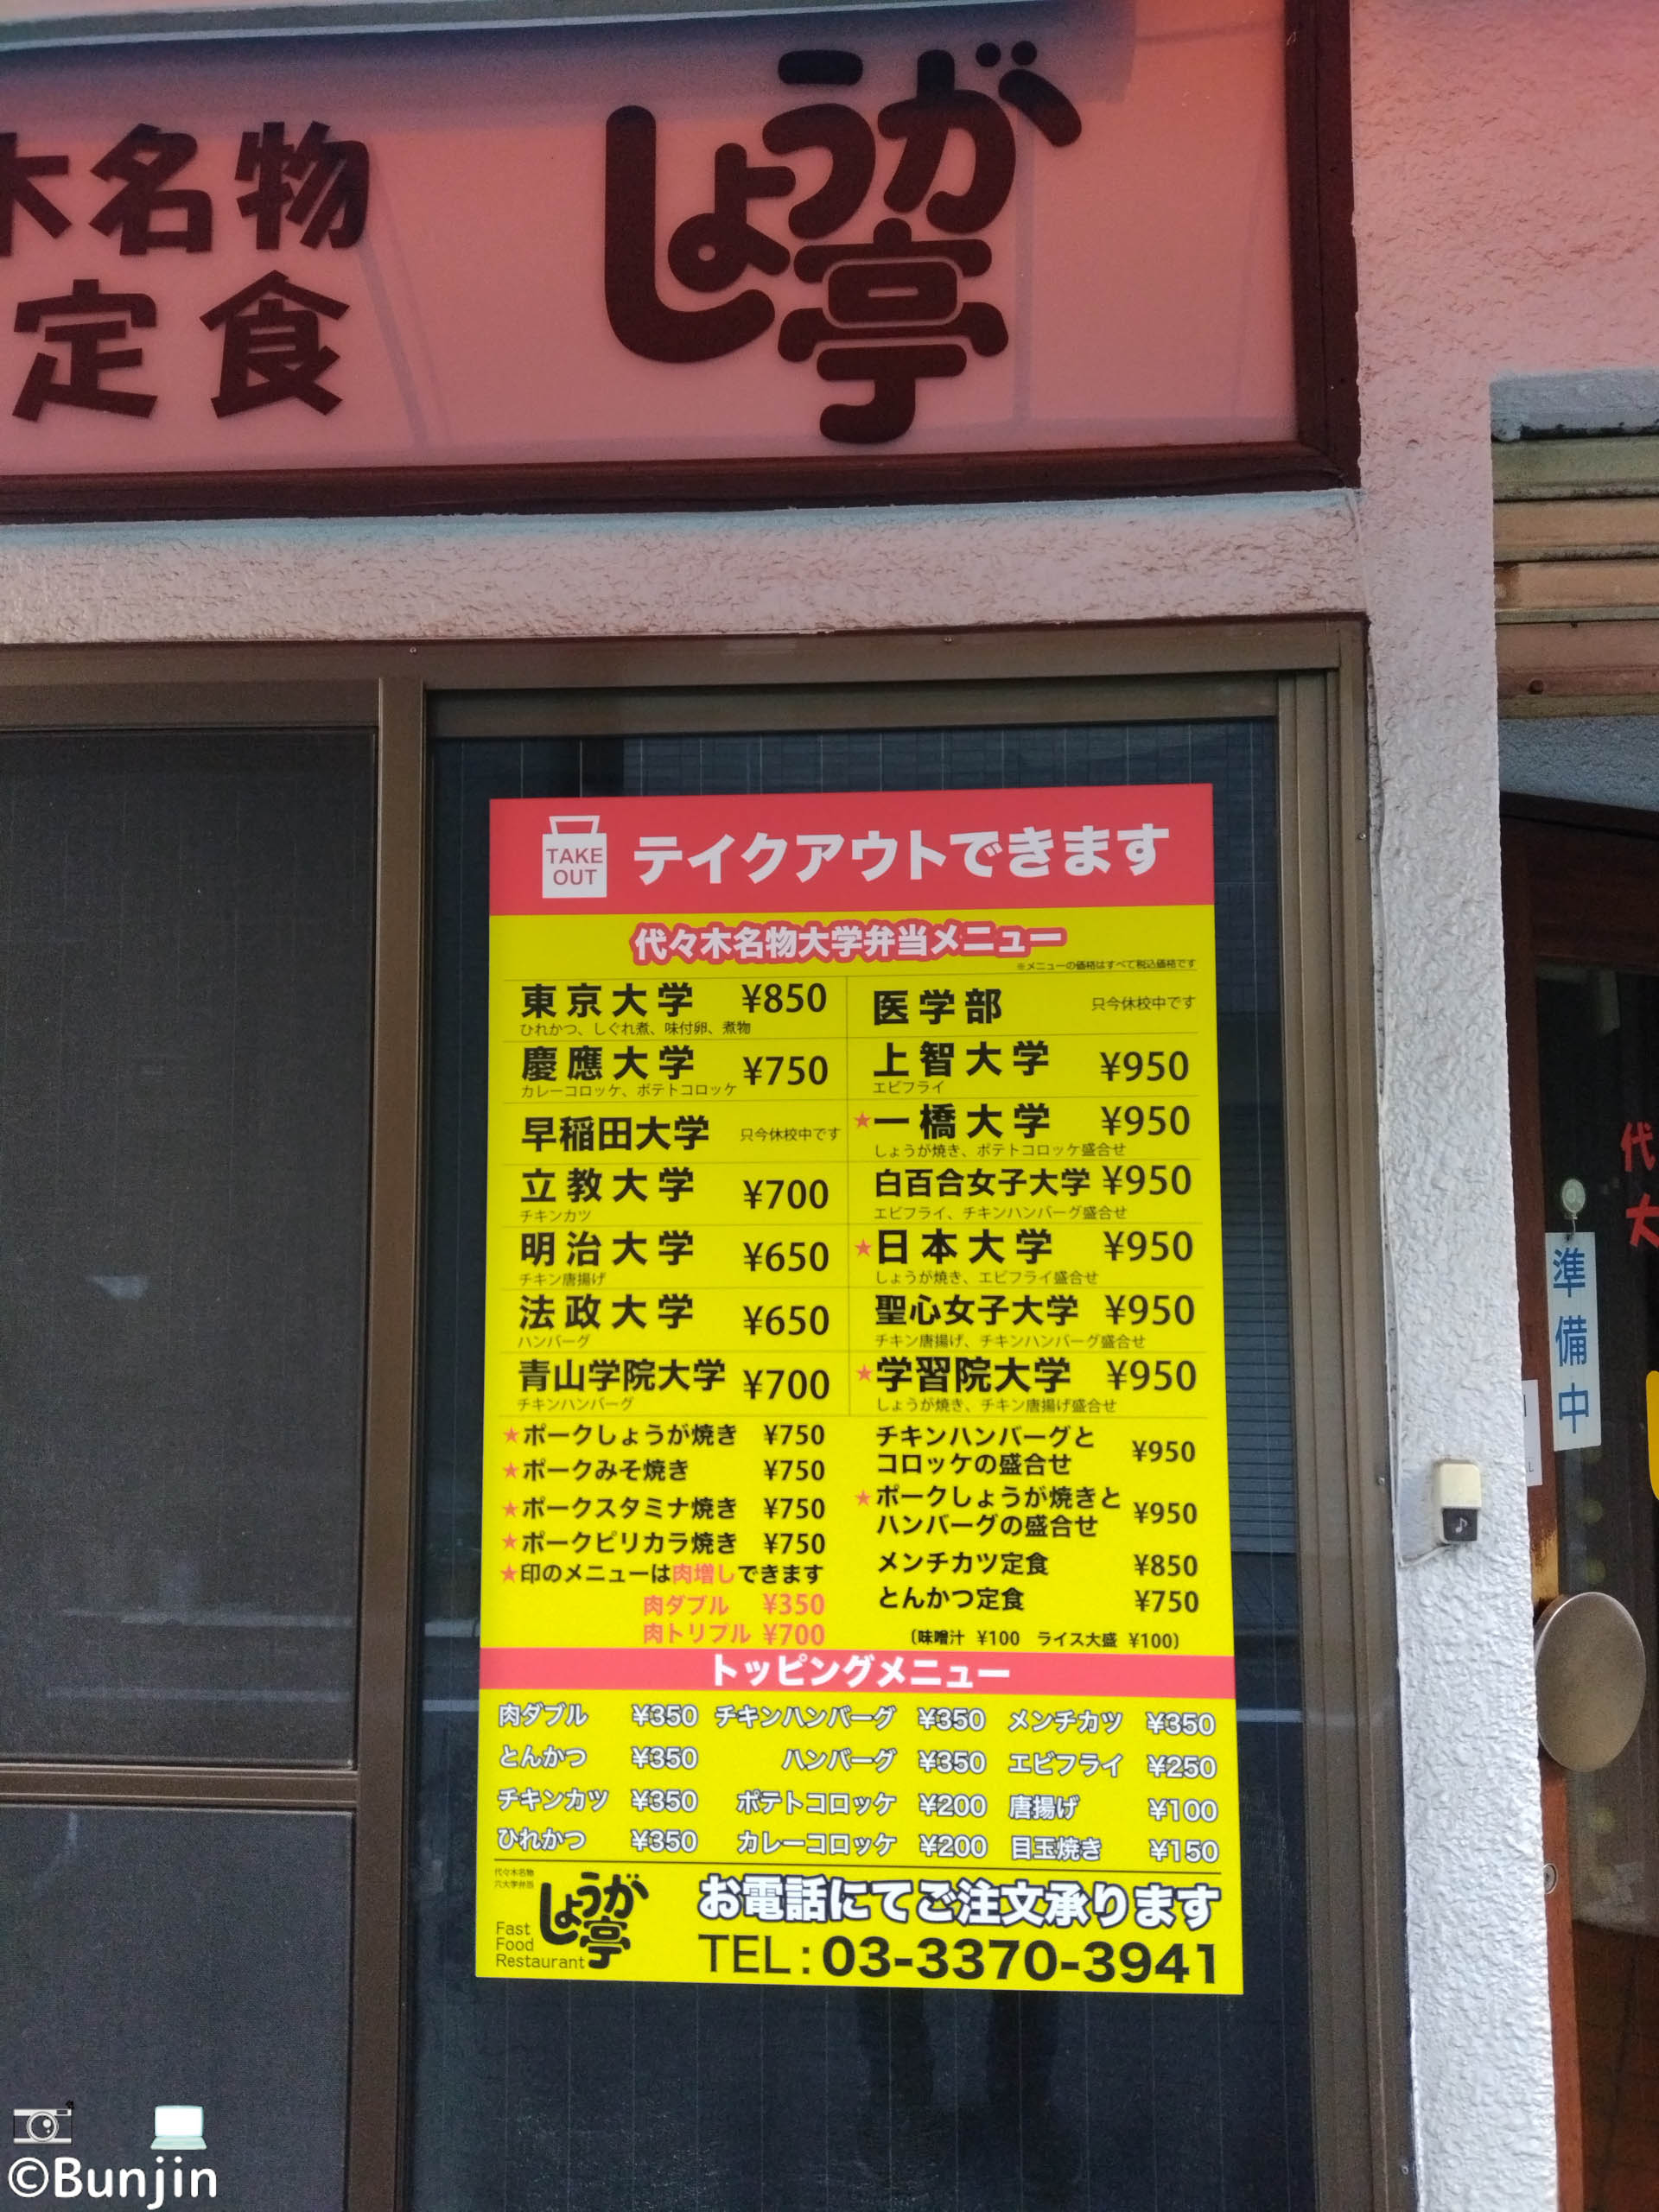 木名物
定食
しょうが亭
TAKE OUT
テイクアウトできます
代々木名物大学弁当メニュー
※メニューの価格はすべて税込価格です
東京大学 ¥850
ひれかつ、しぐれ煮、味付卵、煮物
慶應大学 ¥750
カレーコロッケ、ポテトコロッケ
早稲田大学 只今休校中です
立教大学 ¥700
チキンカツ
明治大学 ¥650
チキン唐揚げ
法政大学 ¥650
ハンバーグ
青山学院大学 ¥700
チキンハンバーグ
医学部 只今休校中です
上智大学 ¥950
エビフライ
★一橋大学 ¥950
しょうが焼き、ポテトコロッケ盛合せ
白百合女子大学 ¥950
エビフライ、チキンハンバーグ盛合せ
★日本大学 ¥950
しょうが焼き、エビフライ盛合せ
聖心女子大学 ¥950
チキン唐揚げ、チキンハンバーグ盛合せ
★学習院大学 ¥950
しょうが焼き、チキン唐揚げ盛合せ
★ポークしょうが焼き ¥750
★ポークみそ焼き ¥750
★ポークスタミナ焼き ¥750
★ポークピリカラ焼き ¥750
★印のメニューは肉増しできます
肉ダブル ¥350
肉トリプル ¥700
チキンハンバーグと
コロッケの盛合せ ¥950
★ポークしょうが焼きと
ハンバーグの盛合せ ¥950
メンチカツ定食 ¥850
とんかつ定食 ¥750
(味噌汁 ¥100 ライス大盛 ¥100)
トッピングメニュー
肉ダブル ¥350 チキンハンバーグ ¥350 メンチカツ ¥350
とんかつ ¥350 ハンバーグ ¥350 エビフライ ¥250
チキンカツ ¥350 ポテトコロッケ ¥200 唐揚げ ¥100
ひれかつ ¥350 カレーコロッケ ¥200 目玉焼き ¥150
代々木名物
六大学弁当
しょうが亭
Fast
Food
Restaurant
お電話にてご注文承ります
TEL：03-3370-3941
代
大
準備中
©Bunjin